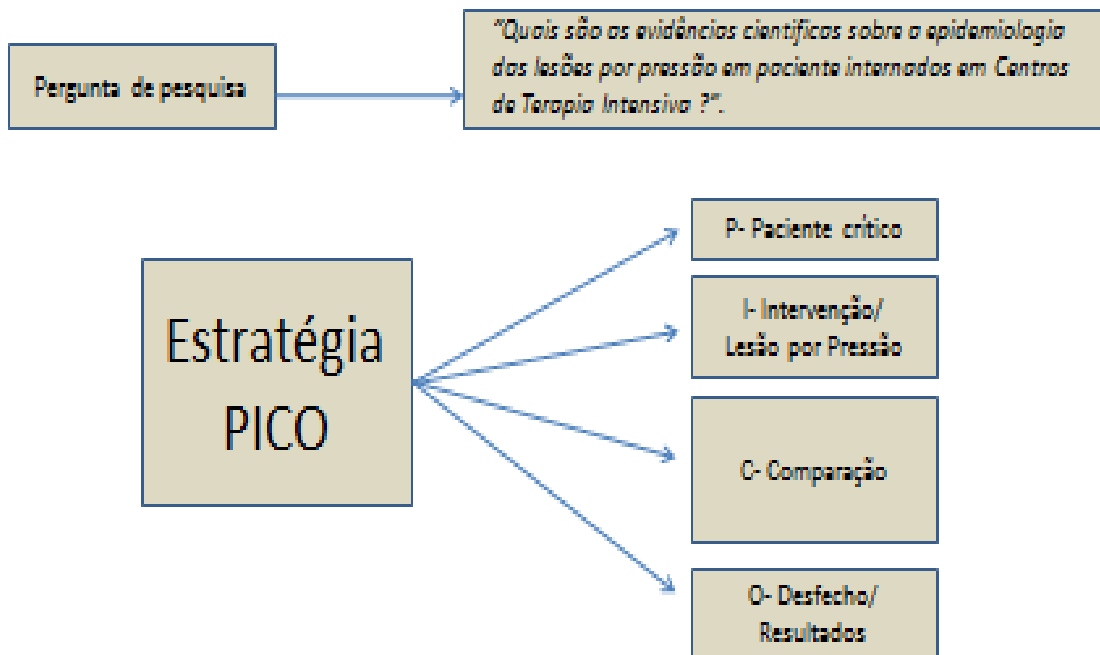 Pergunta de pesquisa
"Quais são as evidências científicas sobre a epidemiologia
das lesões por pressão em paciente internados em Centros
de Terapia Intensiva ?".
Estratégia
PICO
P- Paciente crítico
I- Intervenção/
Lesão por Pressão
C- Comparação
O- Desfecho/
Resultados